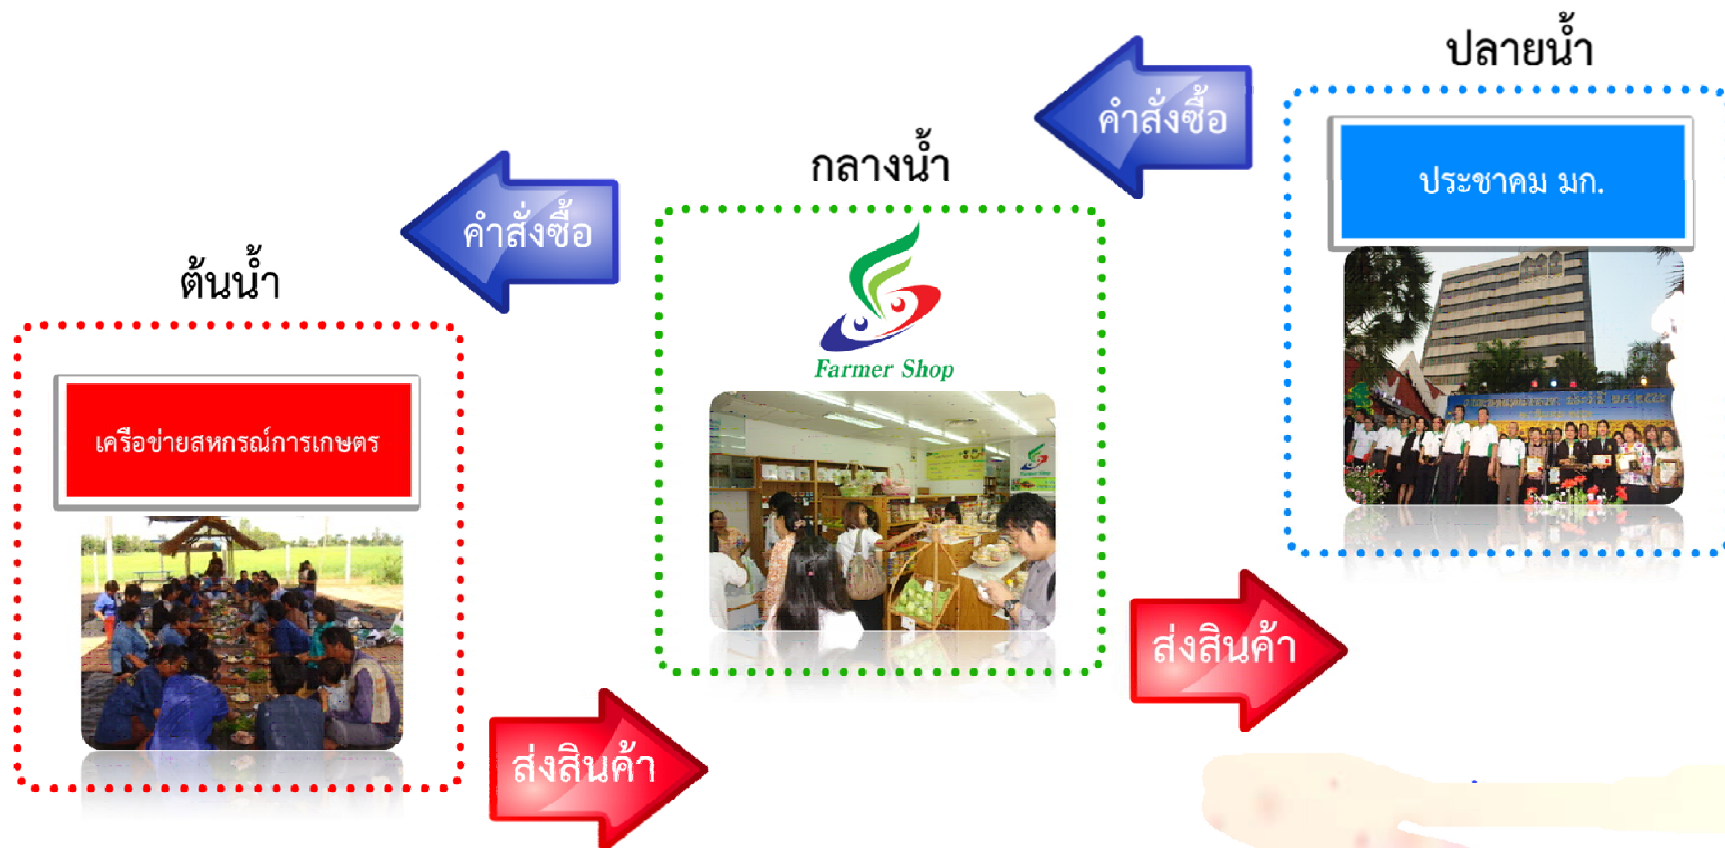 ปลายน้ำ
คำสั่งซื้อ
ประชาคม มก.
กลางน้ำ
คำสั่งซื้อ
Farmer Shop
ต้นน้ำ
เครือข่ายสหกรณ์การเกษตร
ส่งสินค้า
ส่งสินค้า